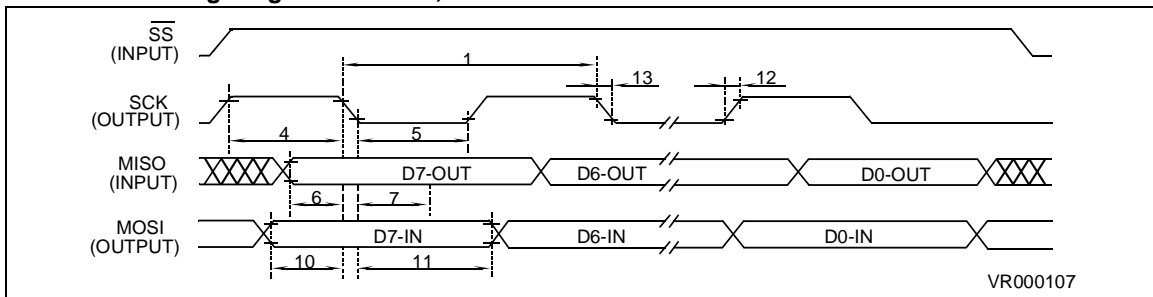 SS
(INPUT)
1
13
12
SCK
(OUTPUT)
4
5
MISO
(INPUT)
D7-OUT
D6-OUT
D0-OUT
6
7
MOSI
(OUTPUT)
D7-IN
D6-IN
D0-IN
10
11
VR000107